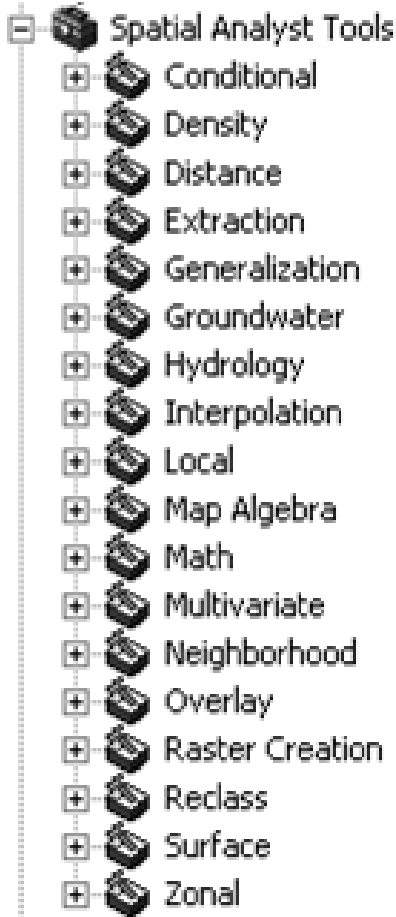 Spatial Analyst Tools
Conditional
Density
Distance
Extraction
Generalization
Groundwater
Hydrology
Interpolation
Local
Map Algebra
Math
Multivariate
Neighborhood
Overlay
Raster Creation
Reclass
Surface
Zonal